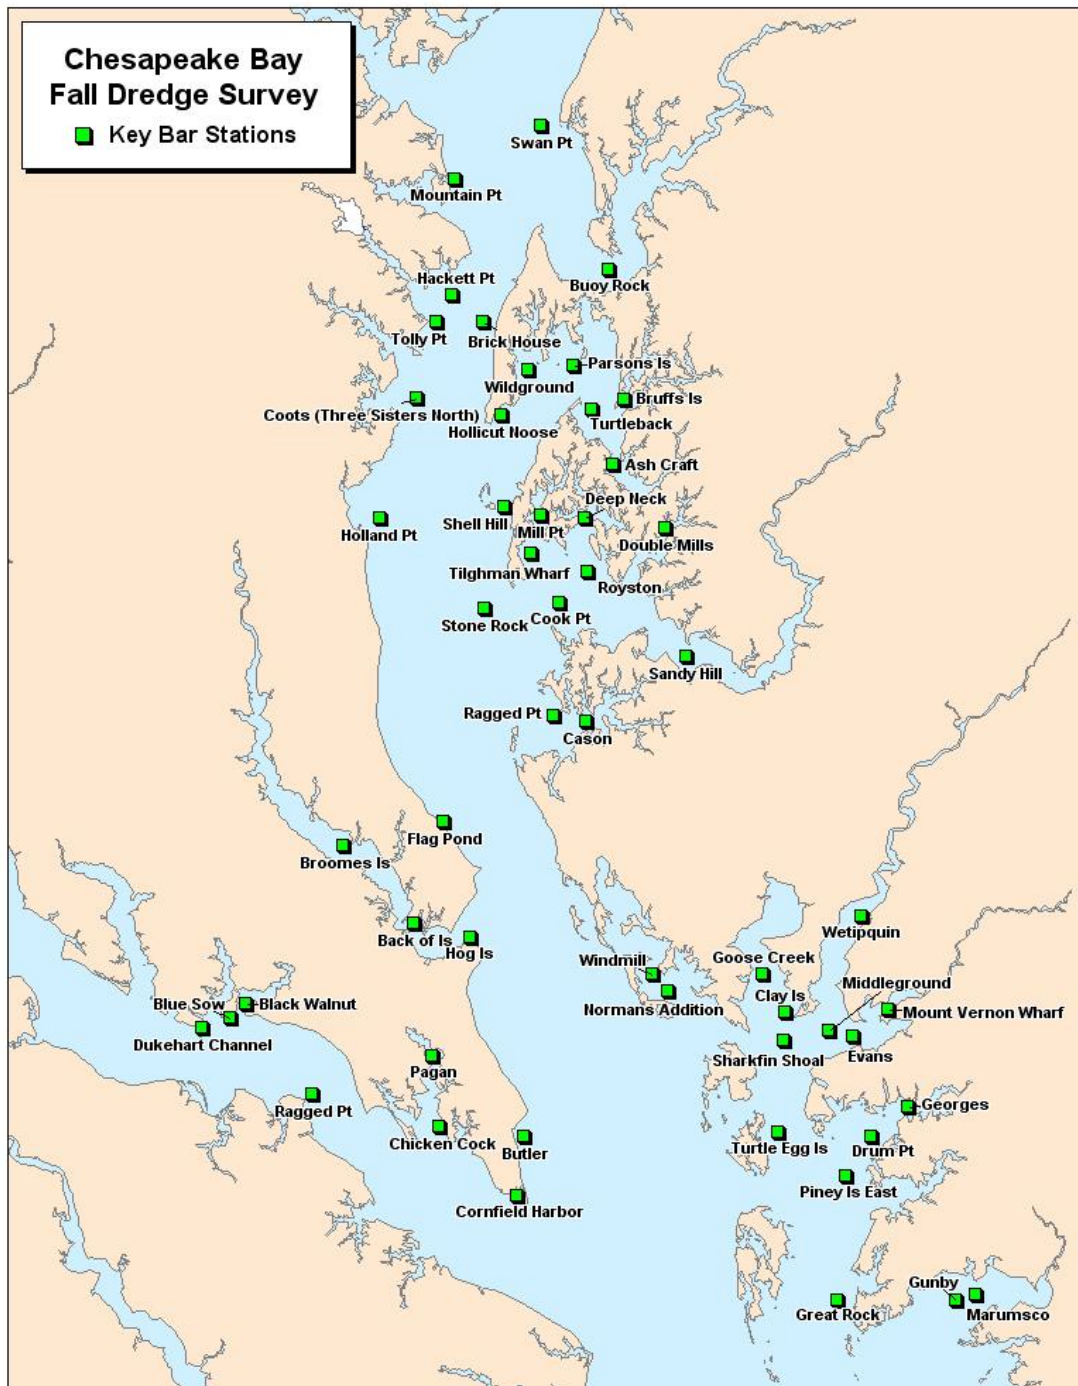 Chesapeake Bay
Fall Dredge Survey
Key Bar Stations
Swan Pt
Mountain Pt
Hackett Pt
Buoy Rock
Tolly Pt
Brick House
Parsons Is
Wildground
Bruffs Is
Coots (Three Sisters North)
Turtleback
Hollicut Noose
Ash Craft
Deep Neck
Shell Hill
Mill Pt
Holland Pt
Double Mills
Tilghman Wharf
Royston
Cook Pt
Stone Rock
Sandy Hill
Ragged Pt
Cason
Flag Pond
Broomes Is
Wetipquin
Back of Is
Hog Is
Goose Creek
Windmill
Middleground
Clay Is
Blue Sow
Black Walnut
Normans Addition
Mount Vernon Wharf
Dukehart Channel
Evans
Sharkfin Shoal
Pagan
Ragged Pt
Georges
Chicken Cock
Butler
Turtle Egg Is
Drum Pt
Piney Is East
Cornfield Harbor
Gunby
Great Rock
Marumsco